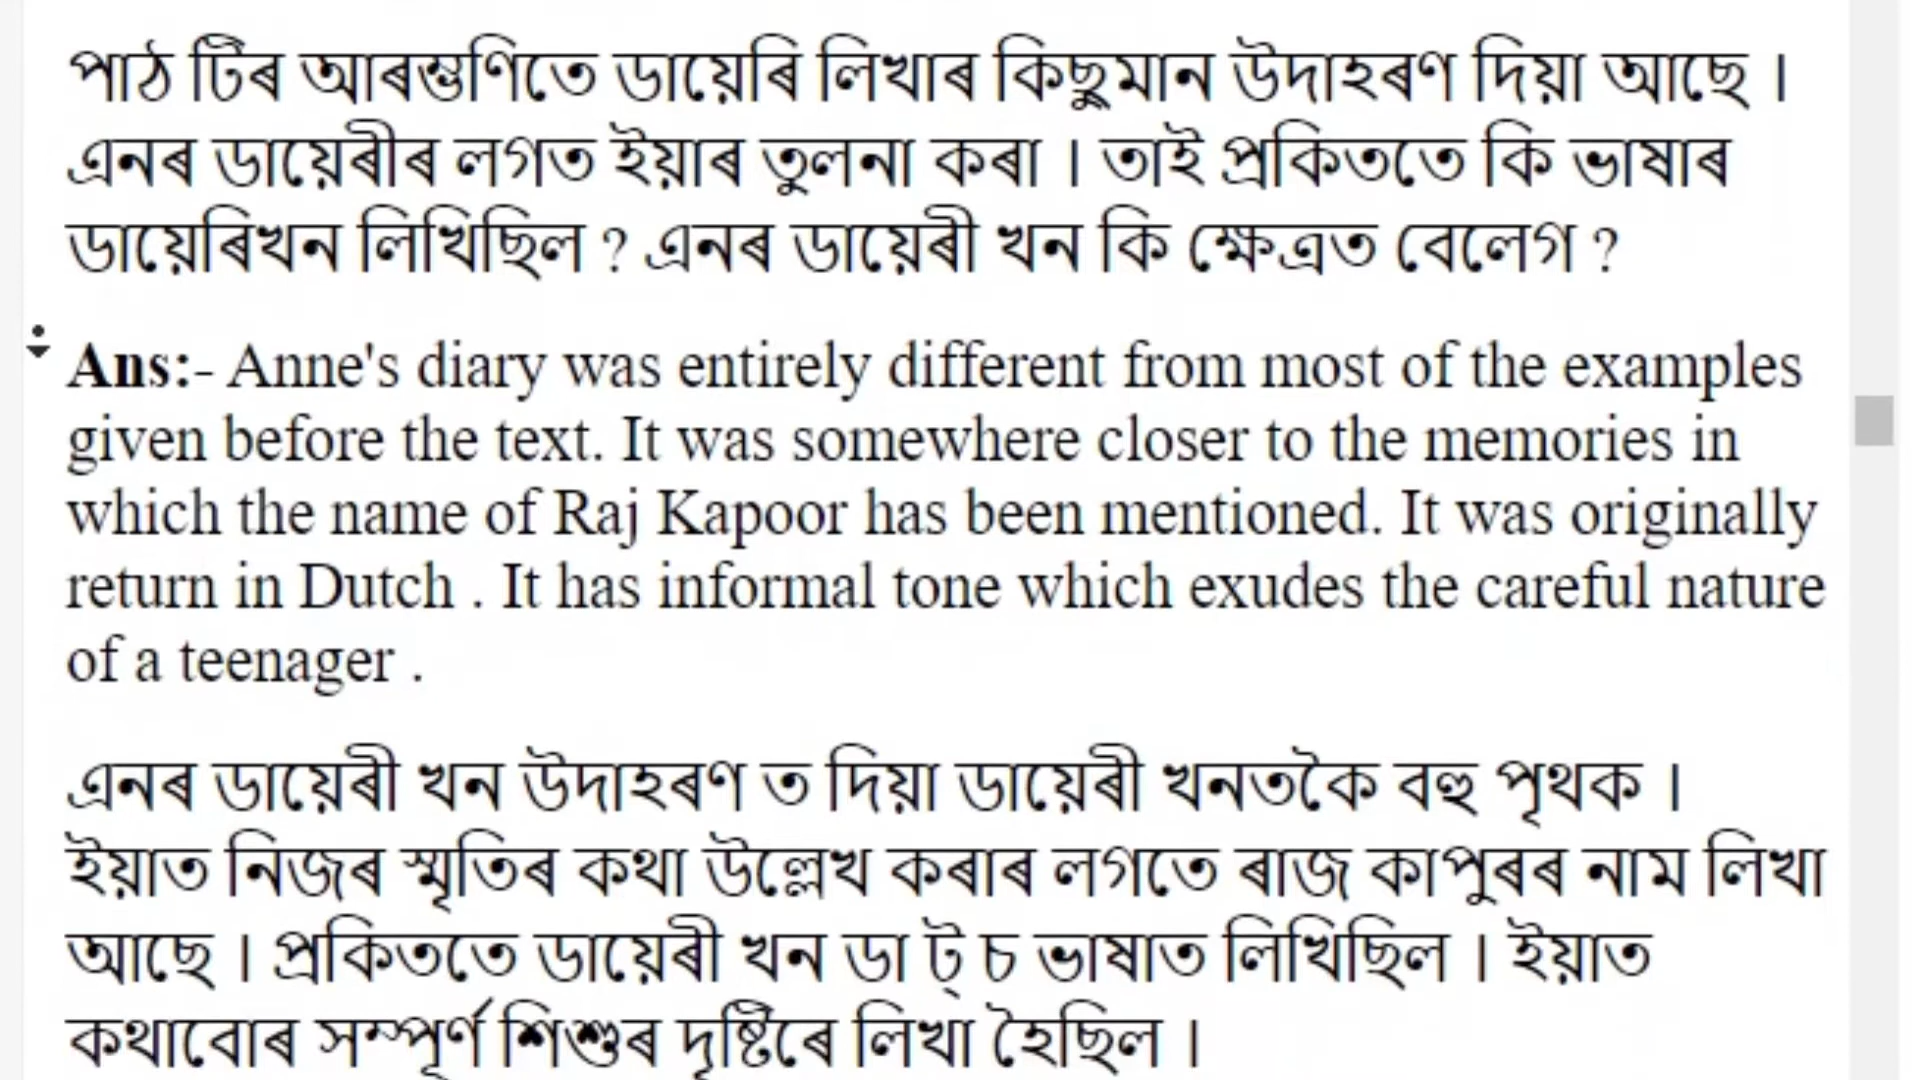 পাঠ টিৰ আৰম্ভণিতে ডায়েৰি লিখাৰ কিছুমান উদাহৰণ দিয়া আছে ।
এনৰ ডায়েৰীৰ লগত ইয়াৰ তুলনা কৰা । তাই প্ৰকিততে কি ভাষাৰ
ডায়েৰিখন লিখিছিল ? এনৰ ডায়েৰী খন কি ক্ষেত্ৰত বেলেগ ?
Ans:- Anne's diary was entirely different from most of the examples
given before the text. It was somewhere closer to the memories in
which the name of Raj Kapoor has been mentioned. It was originally
return in Dutch . It has informal tone which exudes the careful nature
of a teenager .
এনৰ ডায়েৰী খন উদাহৰণ ত দিয়া ডায়েৰী খনতকৈ বহু পৃথক ।
ইয়াত নিজৰ স্মৃতিৰ কথা উল্লেখ কৰাৰ লগতে ৰাজ কাপুৰৰ নাম লিখা
আছে । প্ৰকিততে ডায়েৰী খন ডা ট্ চ ভাষাত লিখিছিল । ইয়াত
কথাবোৰ সম্পূৰ্ণ শিশুৰ দৃষ্টিৰে লিখা হৈছিল ।